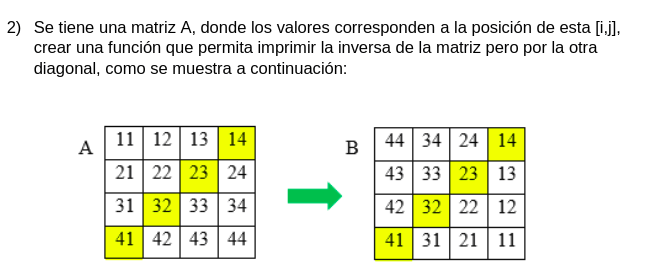 2) Se tiene una matriz A, donde los valores corresponden a la posición de esta [i,j],
crear una función que permita imprimir la inversa de la matriz pero por la otra
diagonal, como se muestra a continuación:
A
11 12 13 14
21 22 23 24
31 32 33 34
41 42 43 44
B
44 34 24 14
43 33 23 13
42 32 22 12
41 31 21 11